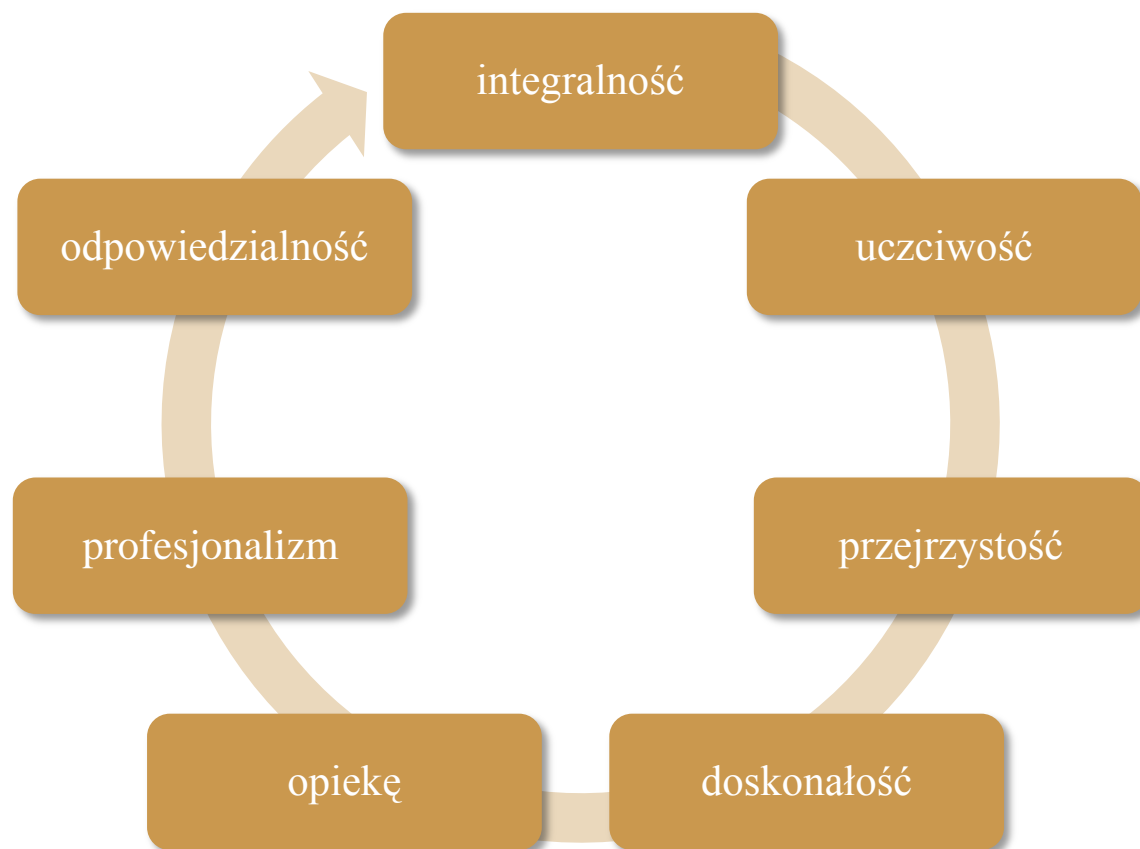 integralność
uczciwość
przejrzystość
doskonałość
opiekę
profesjonalizm
odpowiedzialność